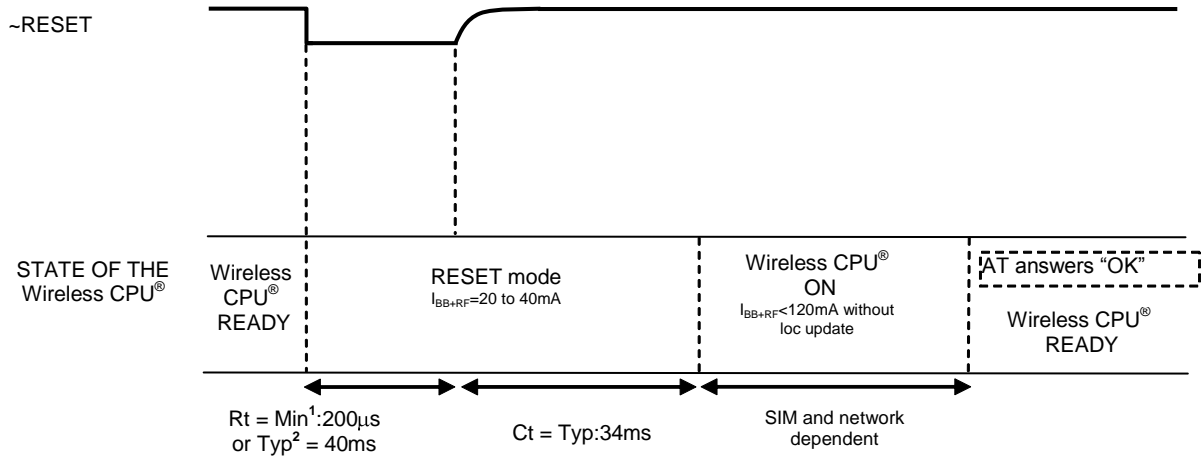 ~RESET
STATE OF THE
Wireless CPU®
Wireless
CPU®
READY
RESET mode
I_BB+RF=20 to 40mA
Wireless CPU®
ON
I_BB+RF<120mA without
loc update
AT answers “OK”
Wireless CPU®
READY
Rt = Min¹:200µs
or Typ² = 40ms
Ct = Typ:34ms
SIM and network
dependent